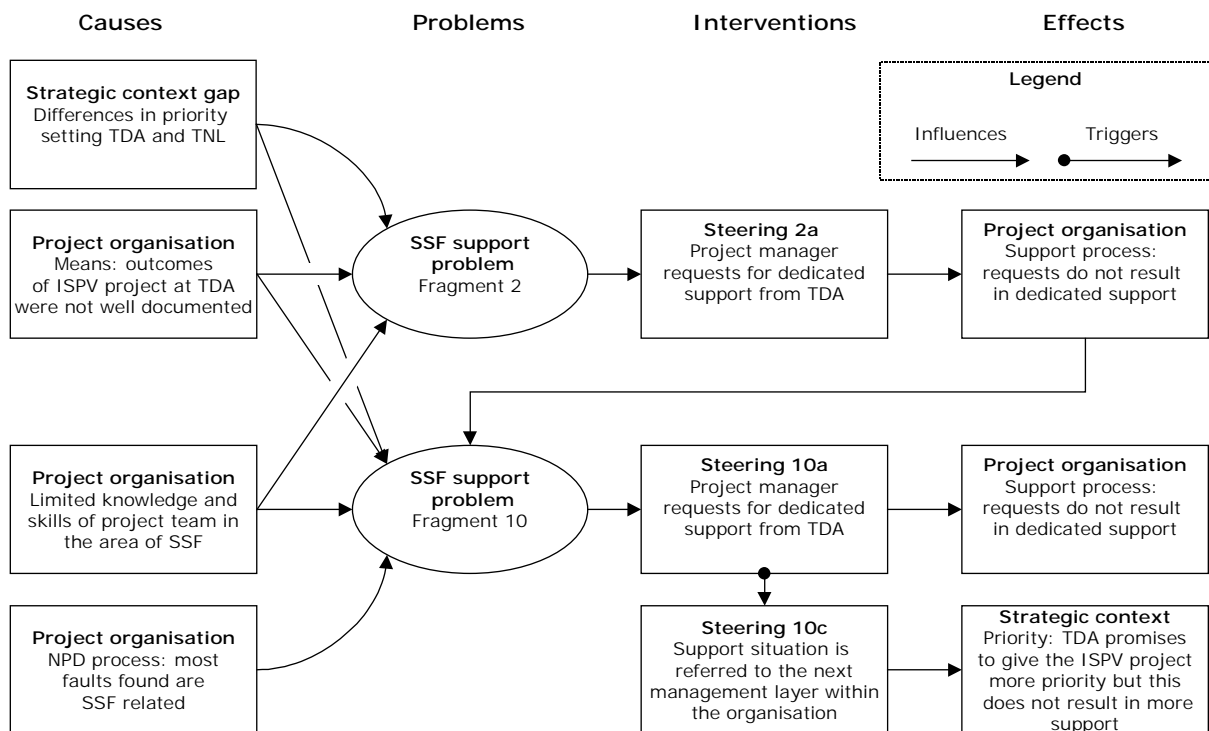 Causes
Problems
Interventions
Effects
Strategic context gap
Differences in priority
setting TDA and TNL
Legend
Influences
Triggers
Project organisation
Means: outcomes
of ISPV project at TDA
were not well documented
SSF support
problem
Fragment 2
Steering 2a
Project manager
requests for dedicated
support from TDA
Project organisation
Support process:
requests do not result
in dedicated support
Project organisation
Limited knowledge and
skills of project team in
the area of SSF
SSF support
problem
Fragment 10
Steering 10a
Project manager
requests for dedicated
support from TDA
Project organisation
Support process:
requests do not result
in dedicated support
Project organisation
NPD process: most
faults found are
SSF related
Steering 10c
Support situation is
referred to the next
management layer within
the organisation
Strategic context
Priority: TDA promises
to give the ISPV project
more priority but this
does not result in more
support